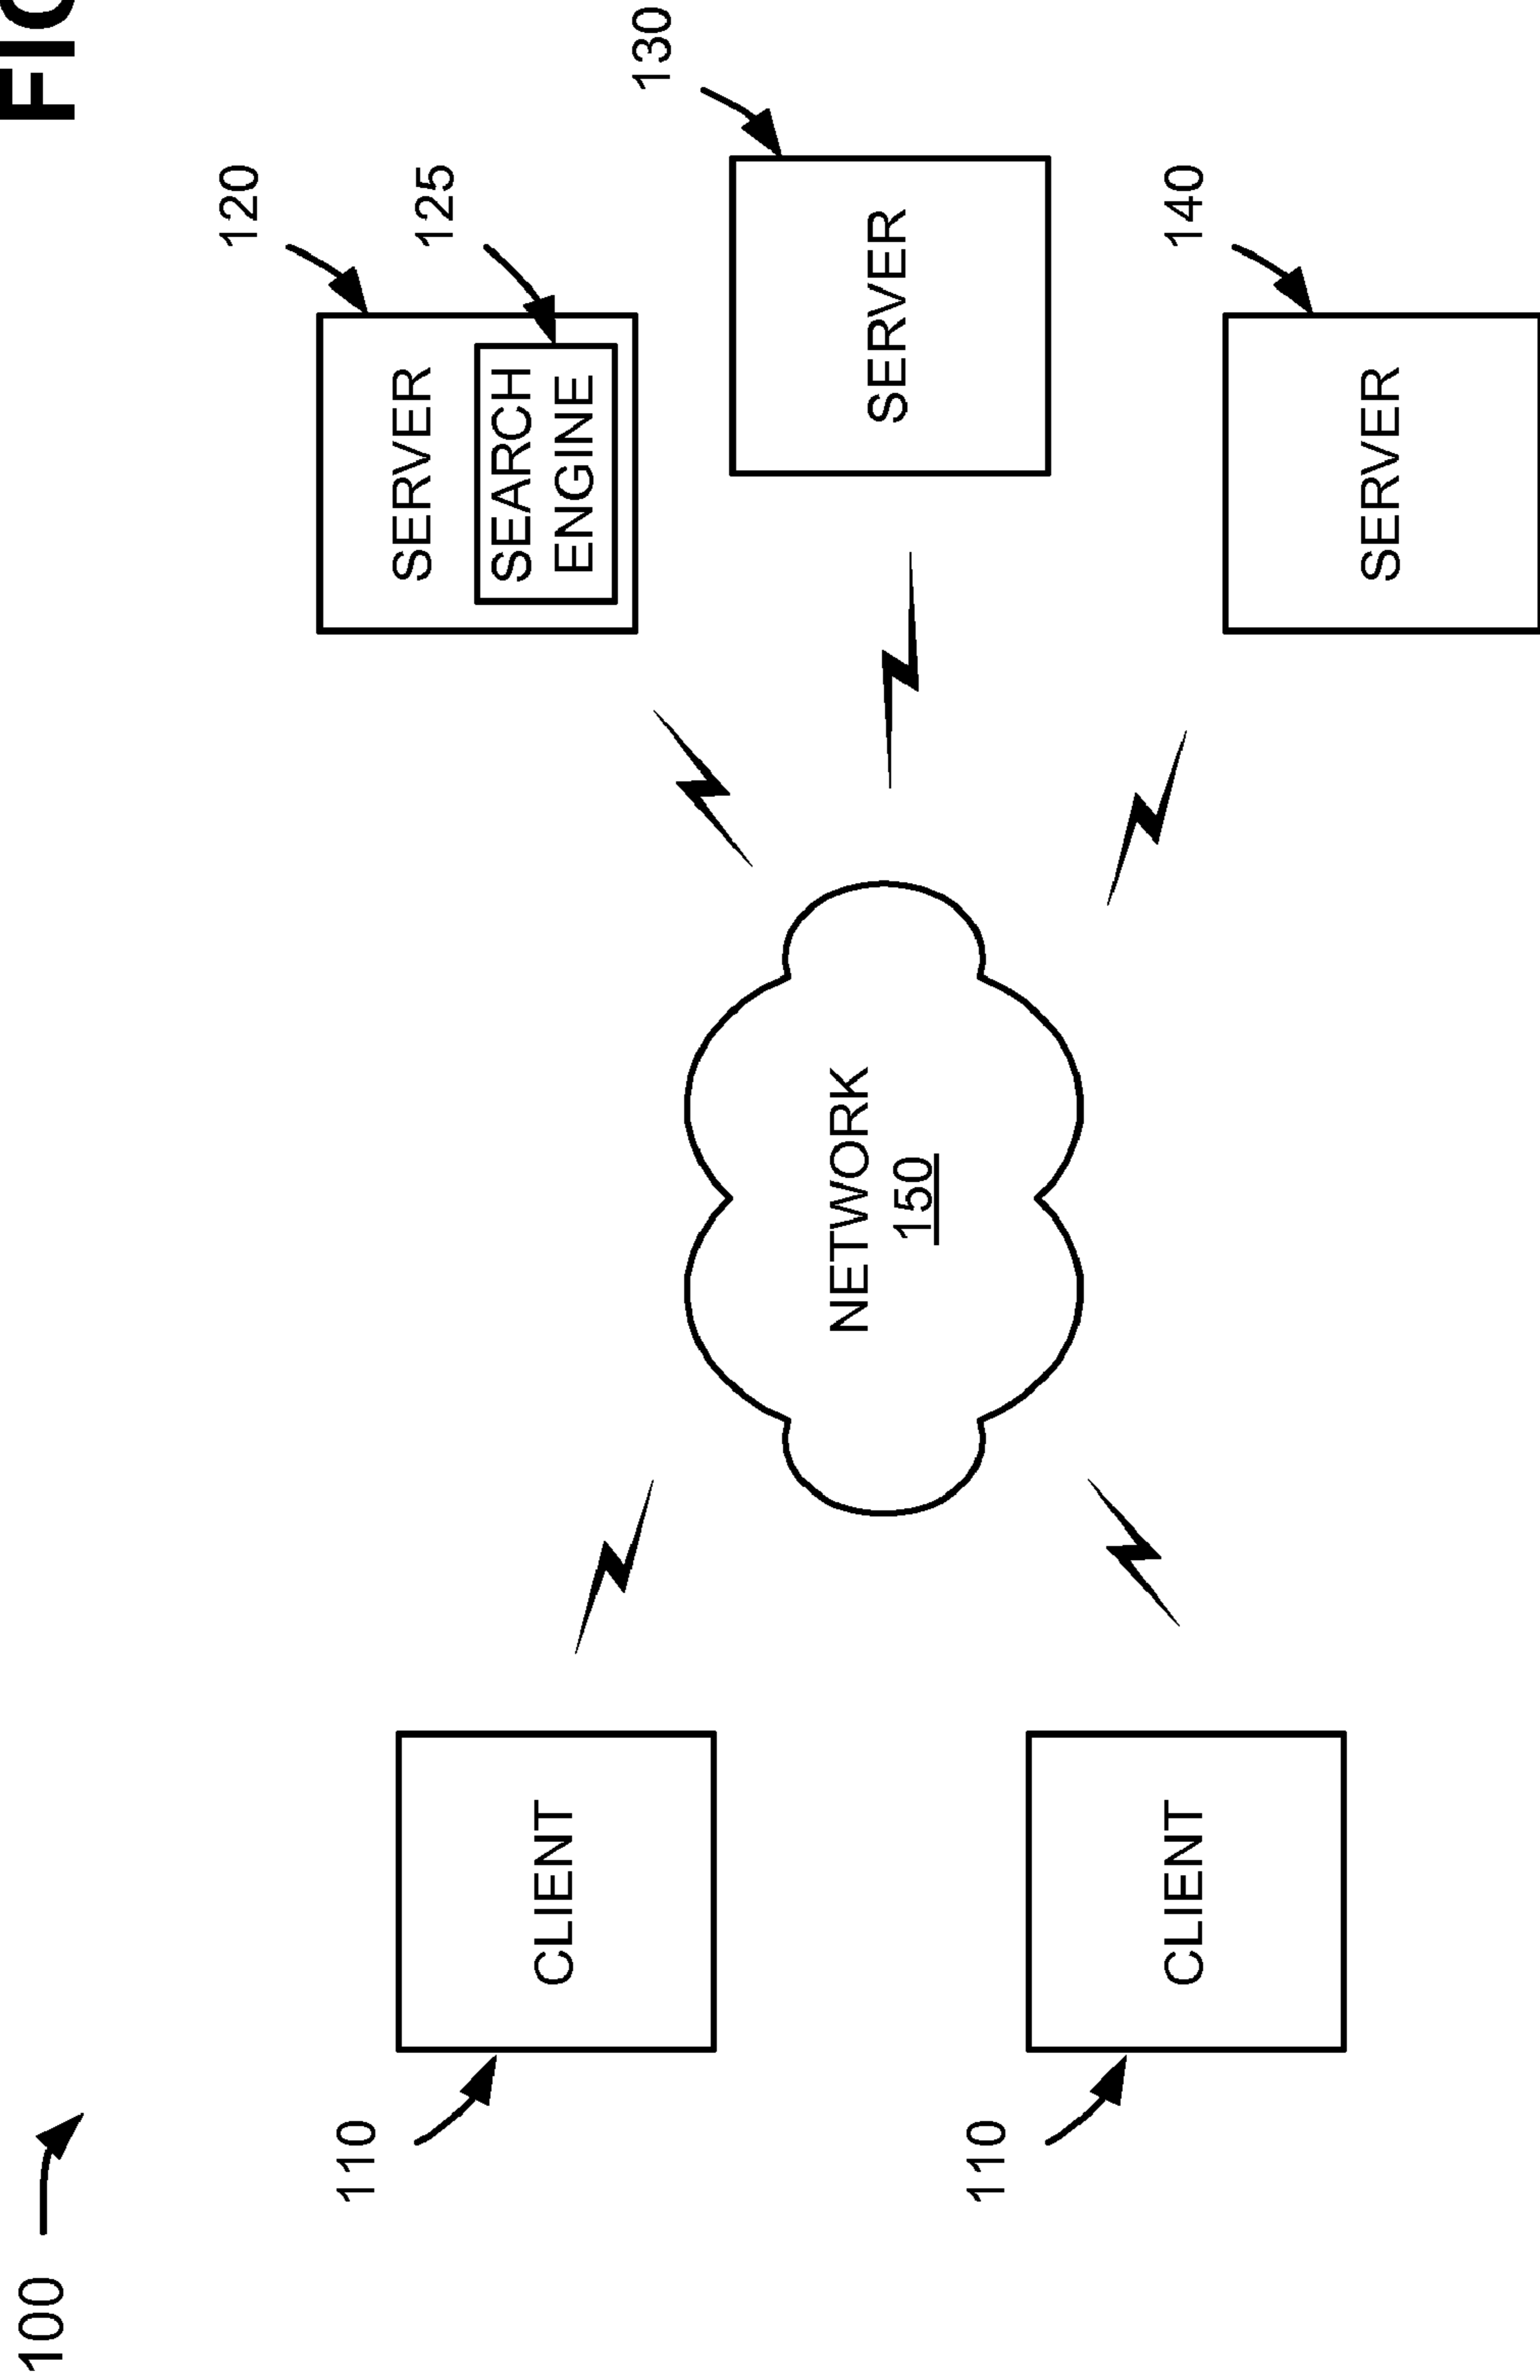 100
FIG
120
110
SERVER
125
SEARCH
ENGINE
CLIENT
130
NETWORK
SERVER
150
110
CLIENT
140
SERVER